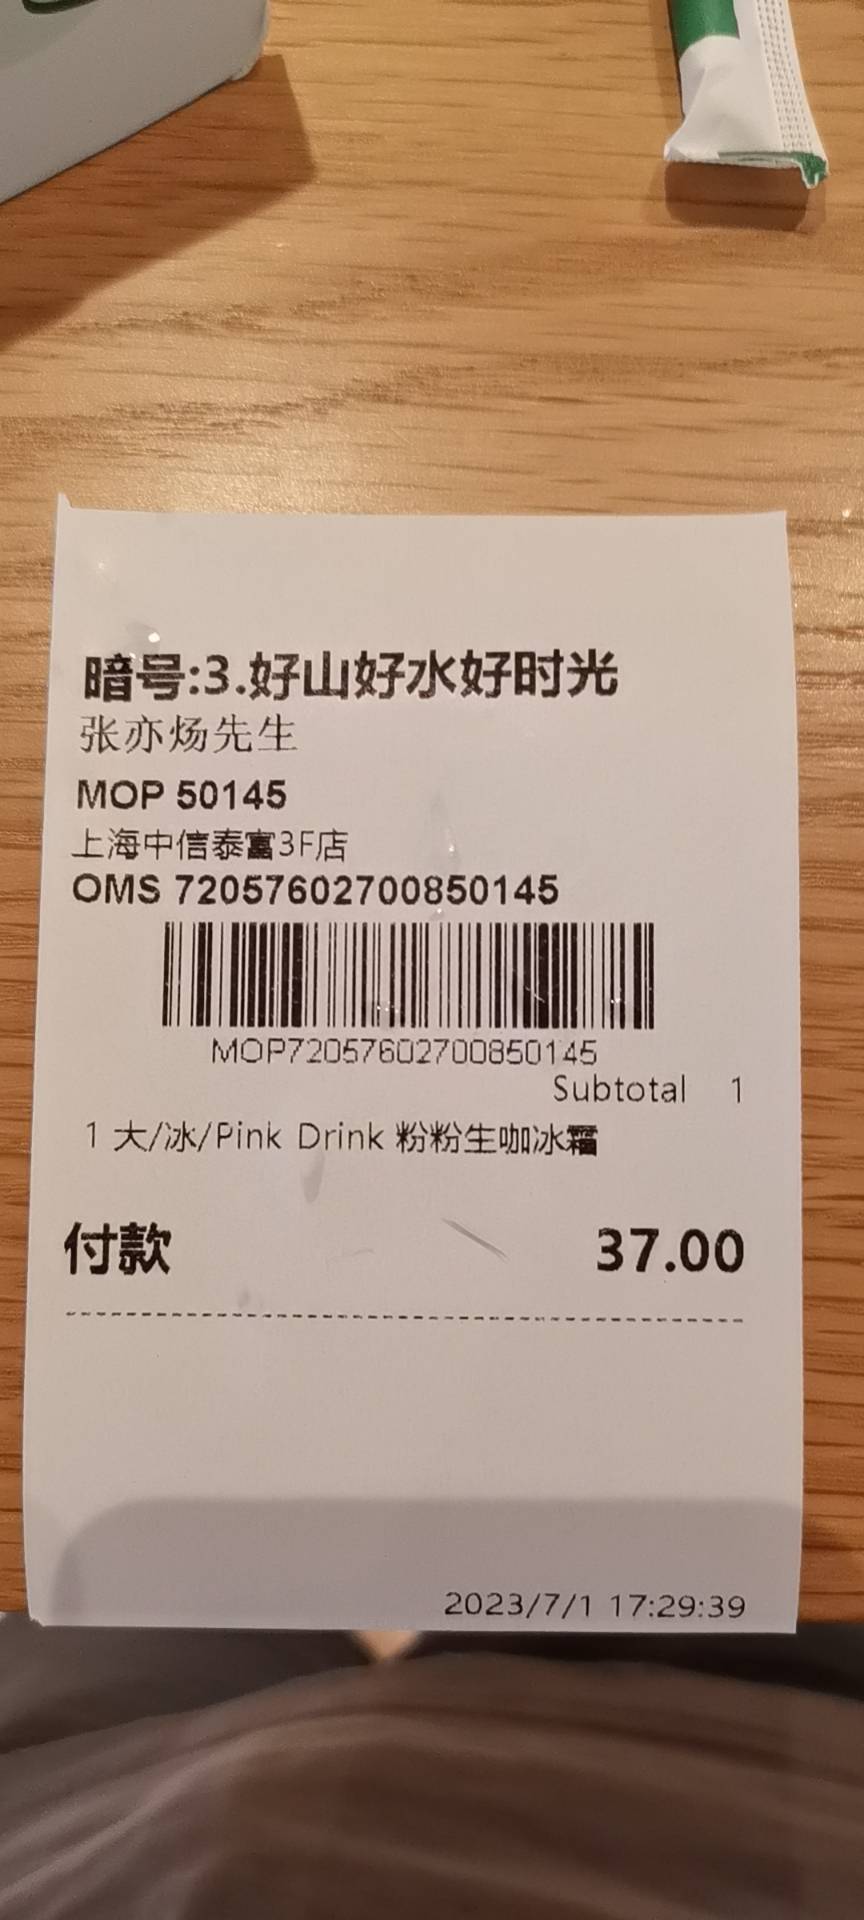 暗号:3.好山好水好时光
张亦炀先生
MOP 50145
上海中信泰富3F店
OMS 72057602700850145
MOP72057602700850145
Subtotal 1
1 大/冰/Pink Drink 粉粉生咖冰霜
付款 37.00
2023/7/1 17:29:39